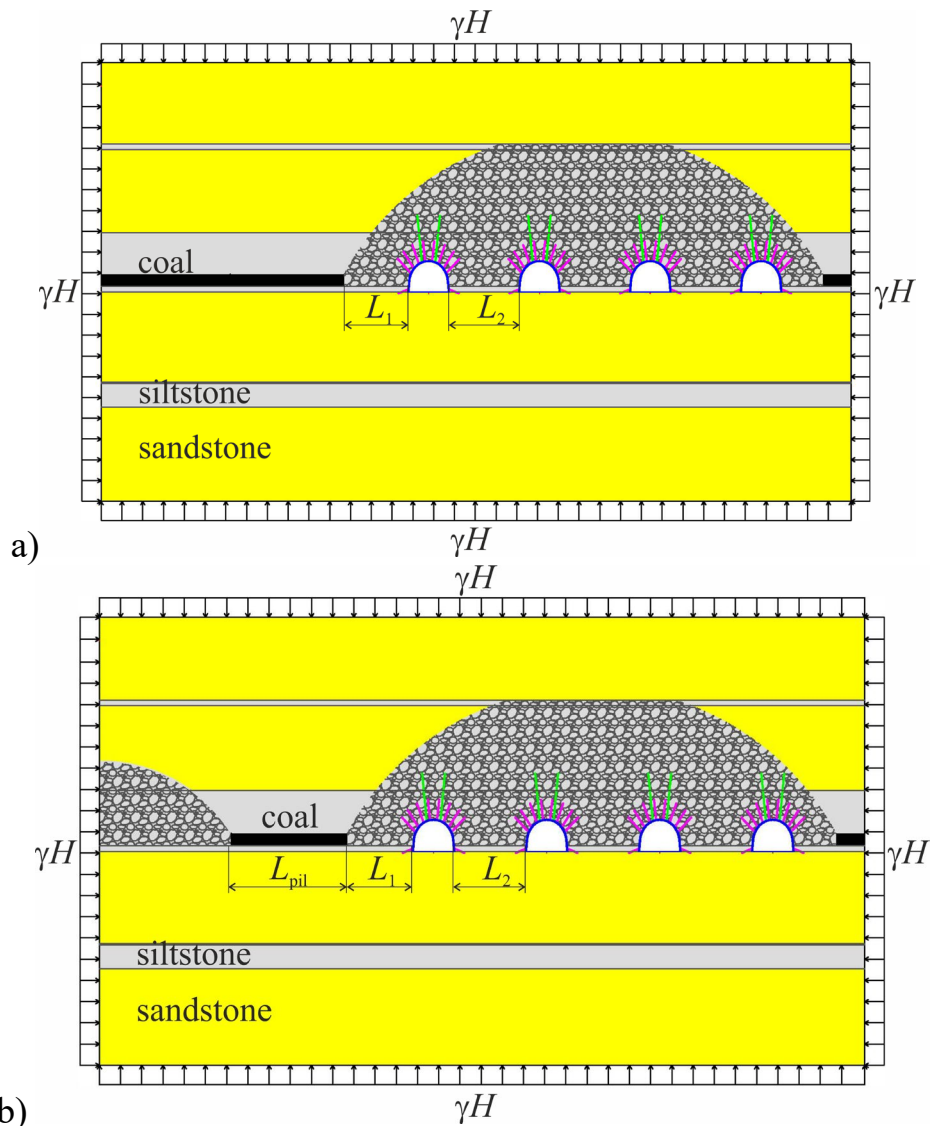 γH
coal
γH
γH
L₁
L₂
siltstone
sandstone
a)
γH
γH
coal
γH
γH
Lpil
L₁
L₂
siltstone
sandstone
b)
γH